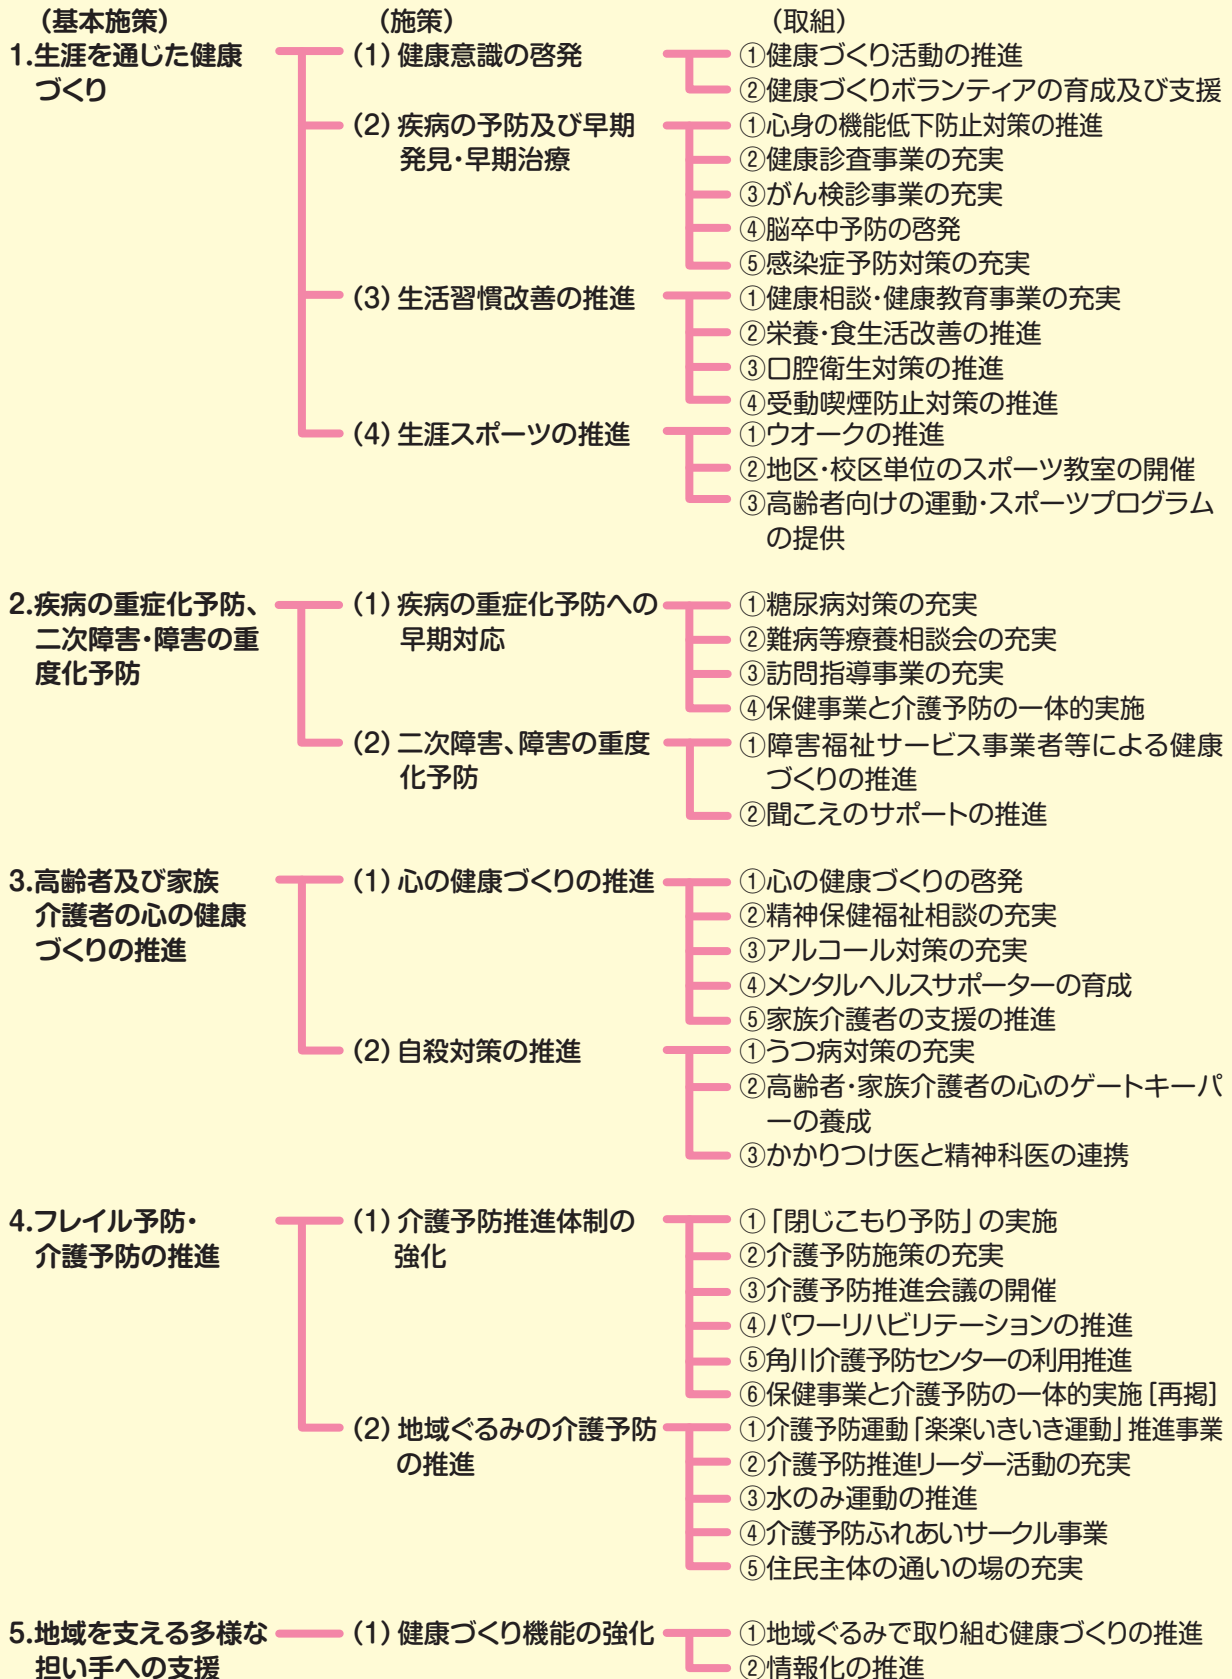 (基本施策) (施策) (取組)
1.生涯を通じた健康 (1) 健康意識の啓発 ①健康づくり活動の推進
づくり ②健康づくりボランティアの育成及び支援
(2) 疾病の予防及び早期 ①心身の機能低下防止対策の推進
発見・早期治療 ②健康診査事業の充実
③がん検診事業の充実
④脳卒中予防の啓発
⑤感染症予防対策の充実
(3) 生活習慣改善の推進 ①健康相談・健康教育事業の充実
②栄養・食生活改善の推進
③口腔衛生対策の推進
④受動喫煙防止対策の推進
(4) 生涯スポーツの推進 ①ウオークの推進
②地区・校区単位のスポーツ教室の開催
③高齢者向けの運動・スポーツプログラム
の提供
2.疾病の重症化予防、 (1) 疾病の重症化予防への ①糖尿病対策の充実
二次障害・障害の重 早期対応 ②難病等療養相談会の充実
度化予防 ③訪問指導事業の充実
④保健事業と介護予防の一体的実施
(2) 二次障害、障害の重度 ①障害福祉サービス事業者等による健康
化予防 づくりの推進
②聞こえのサポートの推進
3.高齢者及び家族 (1) 心の健康づくりの推進 ①心の健康づくりの啓発
介護者の心の健康 ②精神保健福祉相談の充実
づくりの推進 ③アルコール対策の充実
④メンタルヘルスサポーターの育成
⑤家族介護者の支援の推進
(2) 自殺対策の推進 ①うつ病対策の充実
②高齢者・家族介護者の心のゲートキーパ
ーの養成
③かかりつけ医と精神科医の連携
4.フレイル予防・ (1) 介護予防推進体制の ①「閉じこもり予防」の実施
介護予防の推進 強化 ②介護予防施策の充実
③介護予防推進会議の開催
④パワーリハビリテーションの推進
⑤角川介護予防センターの利用推進
⑥保健事業と介護予防の一体的実施[再掲]
(2) 地域ぐるみの介護予防 ①介護予防運動「楽楽いきいき運動」推進事業
の推進 ②介護予防推進リーダー活動の充実
③水のみ運動の推進
④介護予防ふれあいサークル事業
⑤住民主体の通いの場の充実
5.地域を支える多様な (1) 健康づくり機能の強化 ①地域ぐるみで取り組む健康づくりの推進
担い手への支援 ②情報化の推進